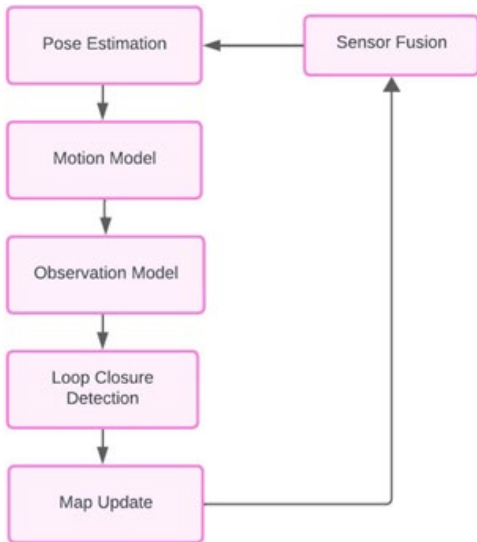 Pose Estimation
Sensor Fusion
Motion Model
Observation Model
Loop Closure
Detection
Map Update